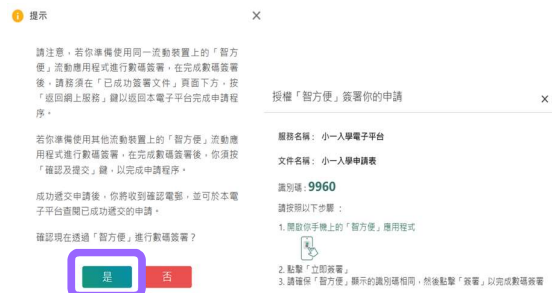 提示
請注意，若你準備使用同一流動裝置上的「智方
便」流動應用程式進行數碼簽署，在完成數碼簽署
後，請務須在「已成功簽署文件」頁面下方，按
「返回網上服務」鍵以返回本電子平台完成申請程
序。
若你準備使用其他流動裝置上的「智方便」流動應
用程式進行數碼簽署，在完成數碼簽署後，你須按
「確認及提交」鍵，以完成申請程序。
成功遞交申請後，你將收到確認電郵，並可於本電
子平台查閱已成功遞交的申請。
確認現在透過「智方便」進行數碼簽署？
是
否
授權「智方便」簽署你的申請
服務名稱： 小一入學電子平台
文件名稱： 小一入學申請表
識別碼：9960
請按照以下步驟 ：
1. 開啟你手機上的「智方便」應用程式
2. 點擊「立即簽署」
3. 請確保「智方便」顯示的識別碼相同，然後點擊「簽署」以完成數碼簽署